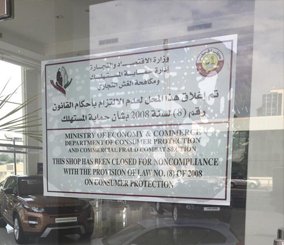 وزارة الاقتصاد والتجارة
إدارة حماية المستهلك
ومكافحة الغش التجاري
تم إغلاق هذا المحل لعدم الالتزام بأحكام القانون
رقم (8) لسنة 2008 بشأن حماية المستهلك
MINISTRY OF ECONOMY & COMMERCE
DEPARTMENT OF CONSUMER PROTECTION
AND COMMERCIAL FRAUD COMBAT SECTION
THIS SHOP HAS BEEN CLOSED FOR NONCOMPLIANCE
WITH THE PROVISION OF LAW NO. (8) OF 2008
ON CONSUMER PROTECTION